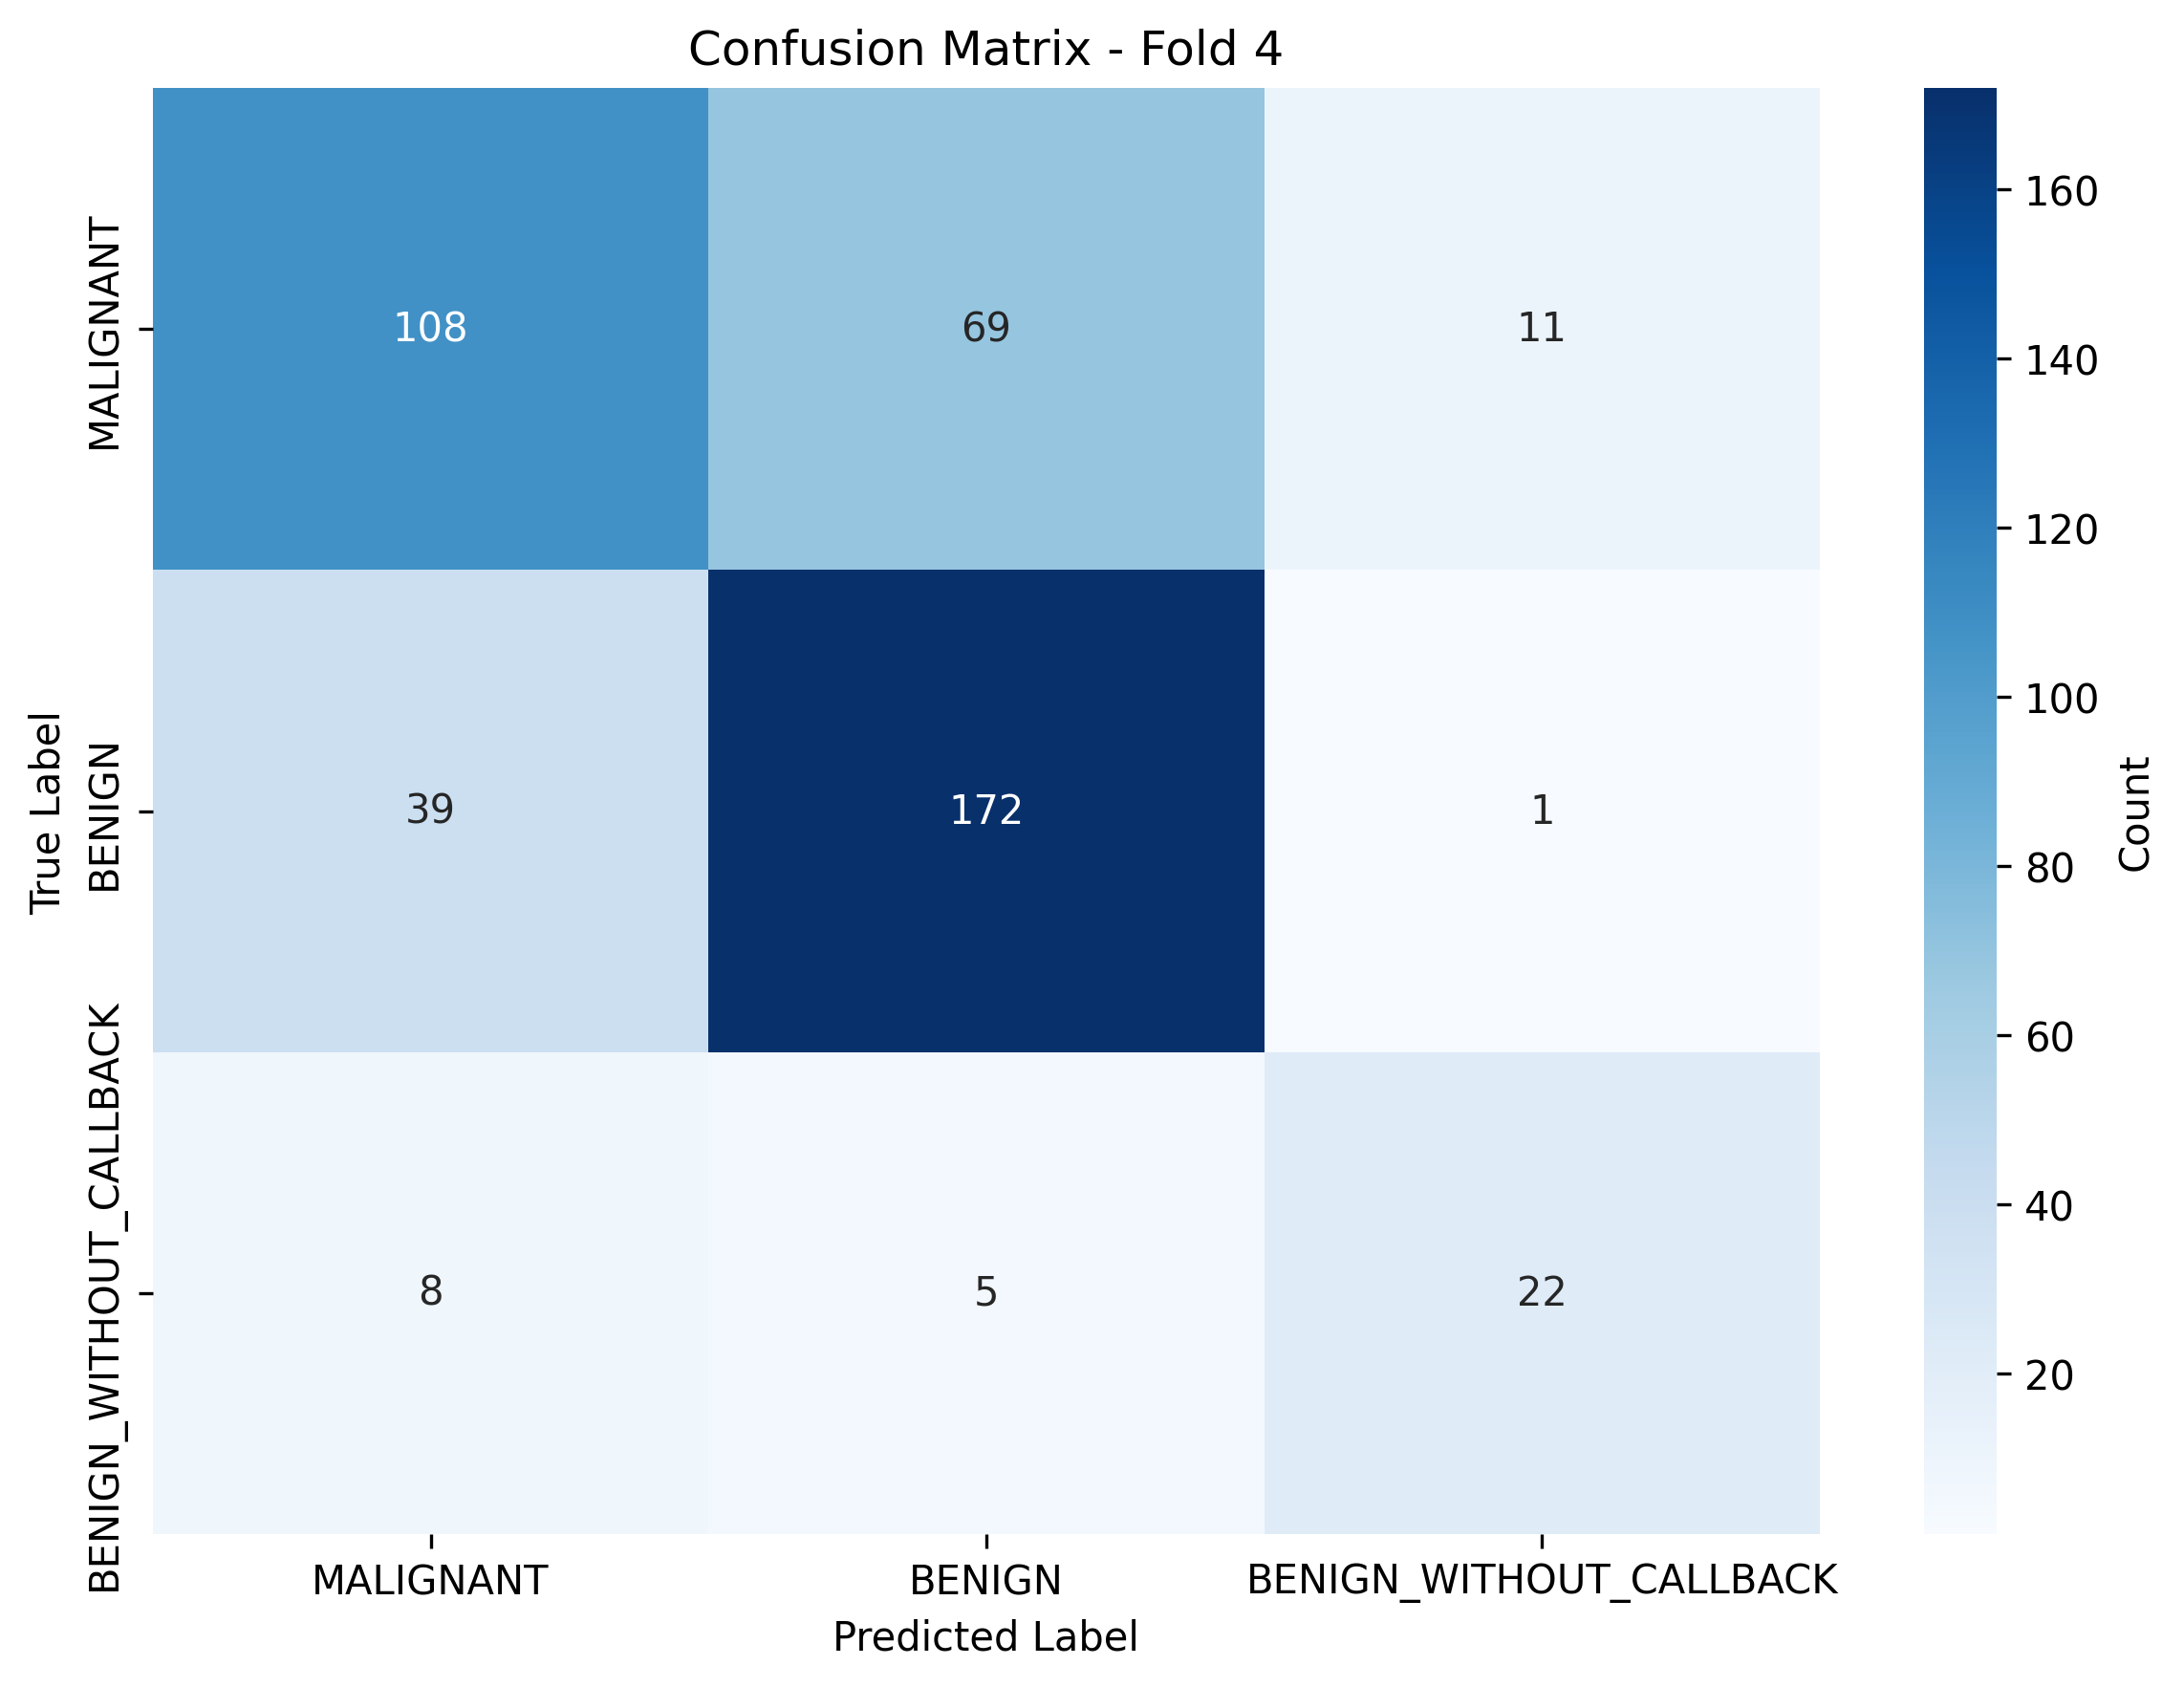 Confusion Matrix - Fold 4
True Label
MALIGNANT
108
69
11
BENIGN
39
172
1
BENIGN_WITHOUT_CALLBACK
8
5
22
MALIGNANT
BENIGN
BENIGN_WITHOUT_CALLBACK
Predicted Label
160
140
120
100
80
60
40
20
Count